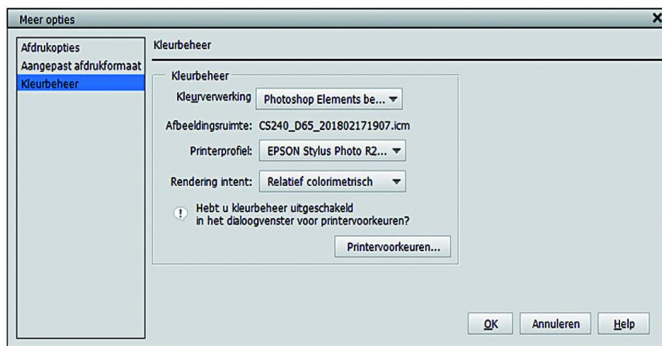 Meer opties
Afdrukopties
Aangepast afdrukformaat
Kleurbeheer
Kleurbeheer
Kleurbeheer
Kleurverwerking Photoshop Elements be...
Afbeeldingsruimte: CS240_D65_201802171907.icm
Printerprofiel: EPSON Stylus Photo R2...
Rendering intent: Relatief colorimetrisch
! Hebt u kleurbeheer uitgeschakeld
in het dialoogvenster voor printervoorkeuren?
Printervoorkeuren...
OK Annuleren Help